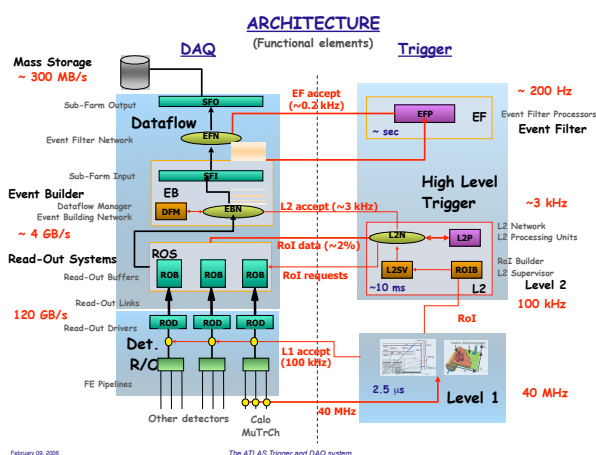 ARCHITECTURE
(Functional elements)
DAQ
Trigger
Mass Storage
~ 300 MB/s
Sub-Farm Output
SFO
Dataflow
EF accept
(~0.2 kHz)
~ 200 Hz
EFP
EF
Event Filter Processors
Event Filter
~ sec
Event Filter Network
EFN
Sub-Farm Input
SFI
EB
Event Builder
Dataflow Manager
Event Building Network
DFM
EBN
L2 accept (~3 kHz)
High Level
Trigger
~3 kHz
~ 4 GB/s
RoI data (~2%)
L2N
L2P
L2 Network
L2 Processing Units
Read-Out Systems
ROS
Read-Out Buffers
ROB
ROB
ROB
RoI requests
L2SV
ROIB
RoI Builder
L2 Supervisor
~10 ms
L2
Level 2
Read-Out Links
100 kHz
120 GB/s
Read-Out Drivers
ROD
ROD
ROD
RoI
Det.
R/O
L1 accept
(100 kHz)
FE Pipelines
2.5 μs
Level 1
40 MHz
40 MHz
Other detectors
Calo
MuTrCh
February 09, 2006
The ATLAS Trigger and DAQ system